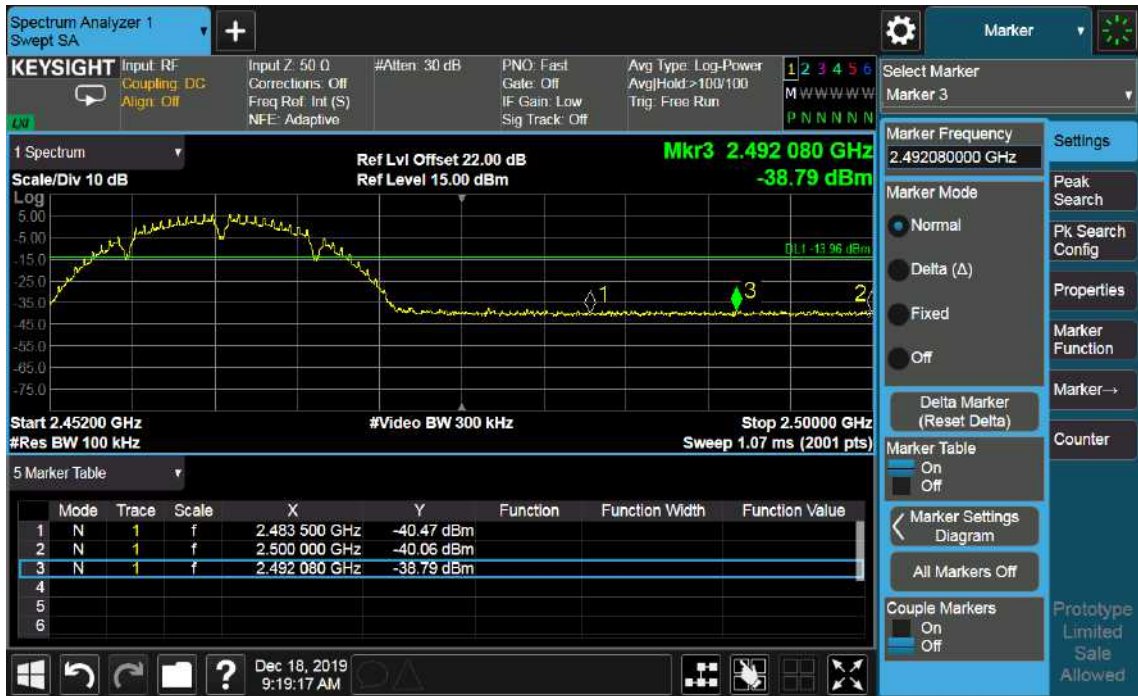 Spectrum Analyzer 1
Swept SA
+
Marker
KEYSIGHT
Input: RF
Coupling: DC
Align: Off
Input Z: 50 Ω
Corrections: Off
Freq Ref: Int (S)
NFE: Adaptive
#Atten: 30 dB
PNO: Fast
Gate: Off
IF Gain: Low
Sig Track: Off
Avg Type: Log-Power
Avg|Hold:>100/100
Trig: Free Run
1 2 3 4 5 6
M W W W W W
P N N N N N
LXI
Select Marker
Marker 3
1 Spectrum
Scale/Div 10 dB
Ref Lvl Offset 22.00 dB
Ref Level 15.00 dBm
Mkr3 2.492 080 GHz
-38.79 dBm
Log
5.00
-5.00
-15.0
-25.0
-35.0
-45.0
-55.0
-65.0
-75.0
DL1 -13.96 dBm
1
3
2
Start 2.45200 GHz
#Video BW 300 kHz
Stop 2.50000 GHz
#Res BW 100 kHz
Sweep 1.07 ms (2001 pts)
5 Marker Table
Mode Trace Scale X Y Function Function Width Function Value
1 N 1 f 2.483 500 GHz -40.47 dBm
2 N 1 f 2.500 000 GHz -40.06 dBm
3 N 1 f 2.492 080 GHz -38.79 dBm
4
5
6
Marker Frequency
2.492080000 GHz
Marker Mode
Normal
Delta (Δ)
Fixed
Off
Delta Marker
(Reset Delta)
Marker Table
On
Off
Marker Settings
Diagram
All Markers Off
Couple Markers
On
Off
Settings
Peak
Search
Pk Search
Config
Properties
Marker
Function
Marker→
Counter
Prototype
Limited
Sale
Allowed
?
Dec 18, 2019
9:19:17 AM